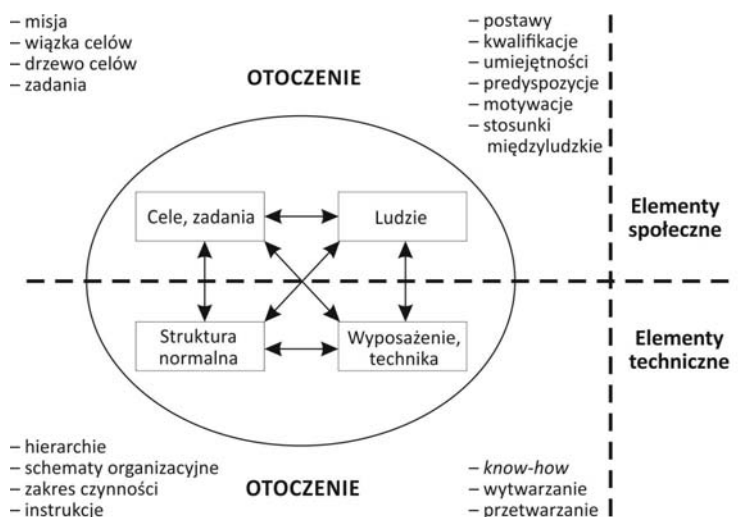 – misja
– wiązka celów
– drzewo celów
– zadania
OTOCZENIE
– postawy
– kwalifikacje
– umiejętności
– predyspozycje
– motywacje
– stosunki
międzyludzkie
Cele, zadania
Ludzie
Elementy
społeczne
Struktura
normalna
Wyposażenie,
technika
Elementy
techniczne
– hierarchie
– schematy organizacyjne
– zakres czynności
– instrukcje
OTOCZENIE
– know-how
– wytwarzanie
– przetwarzanie